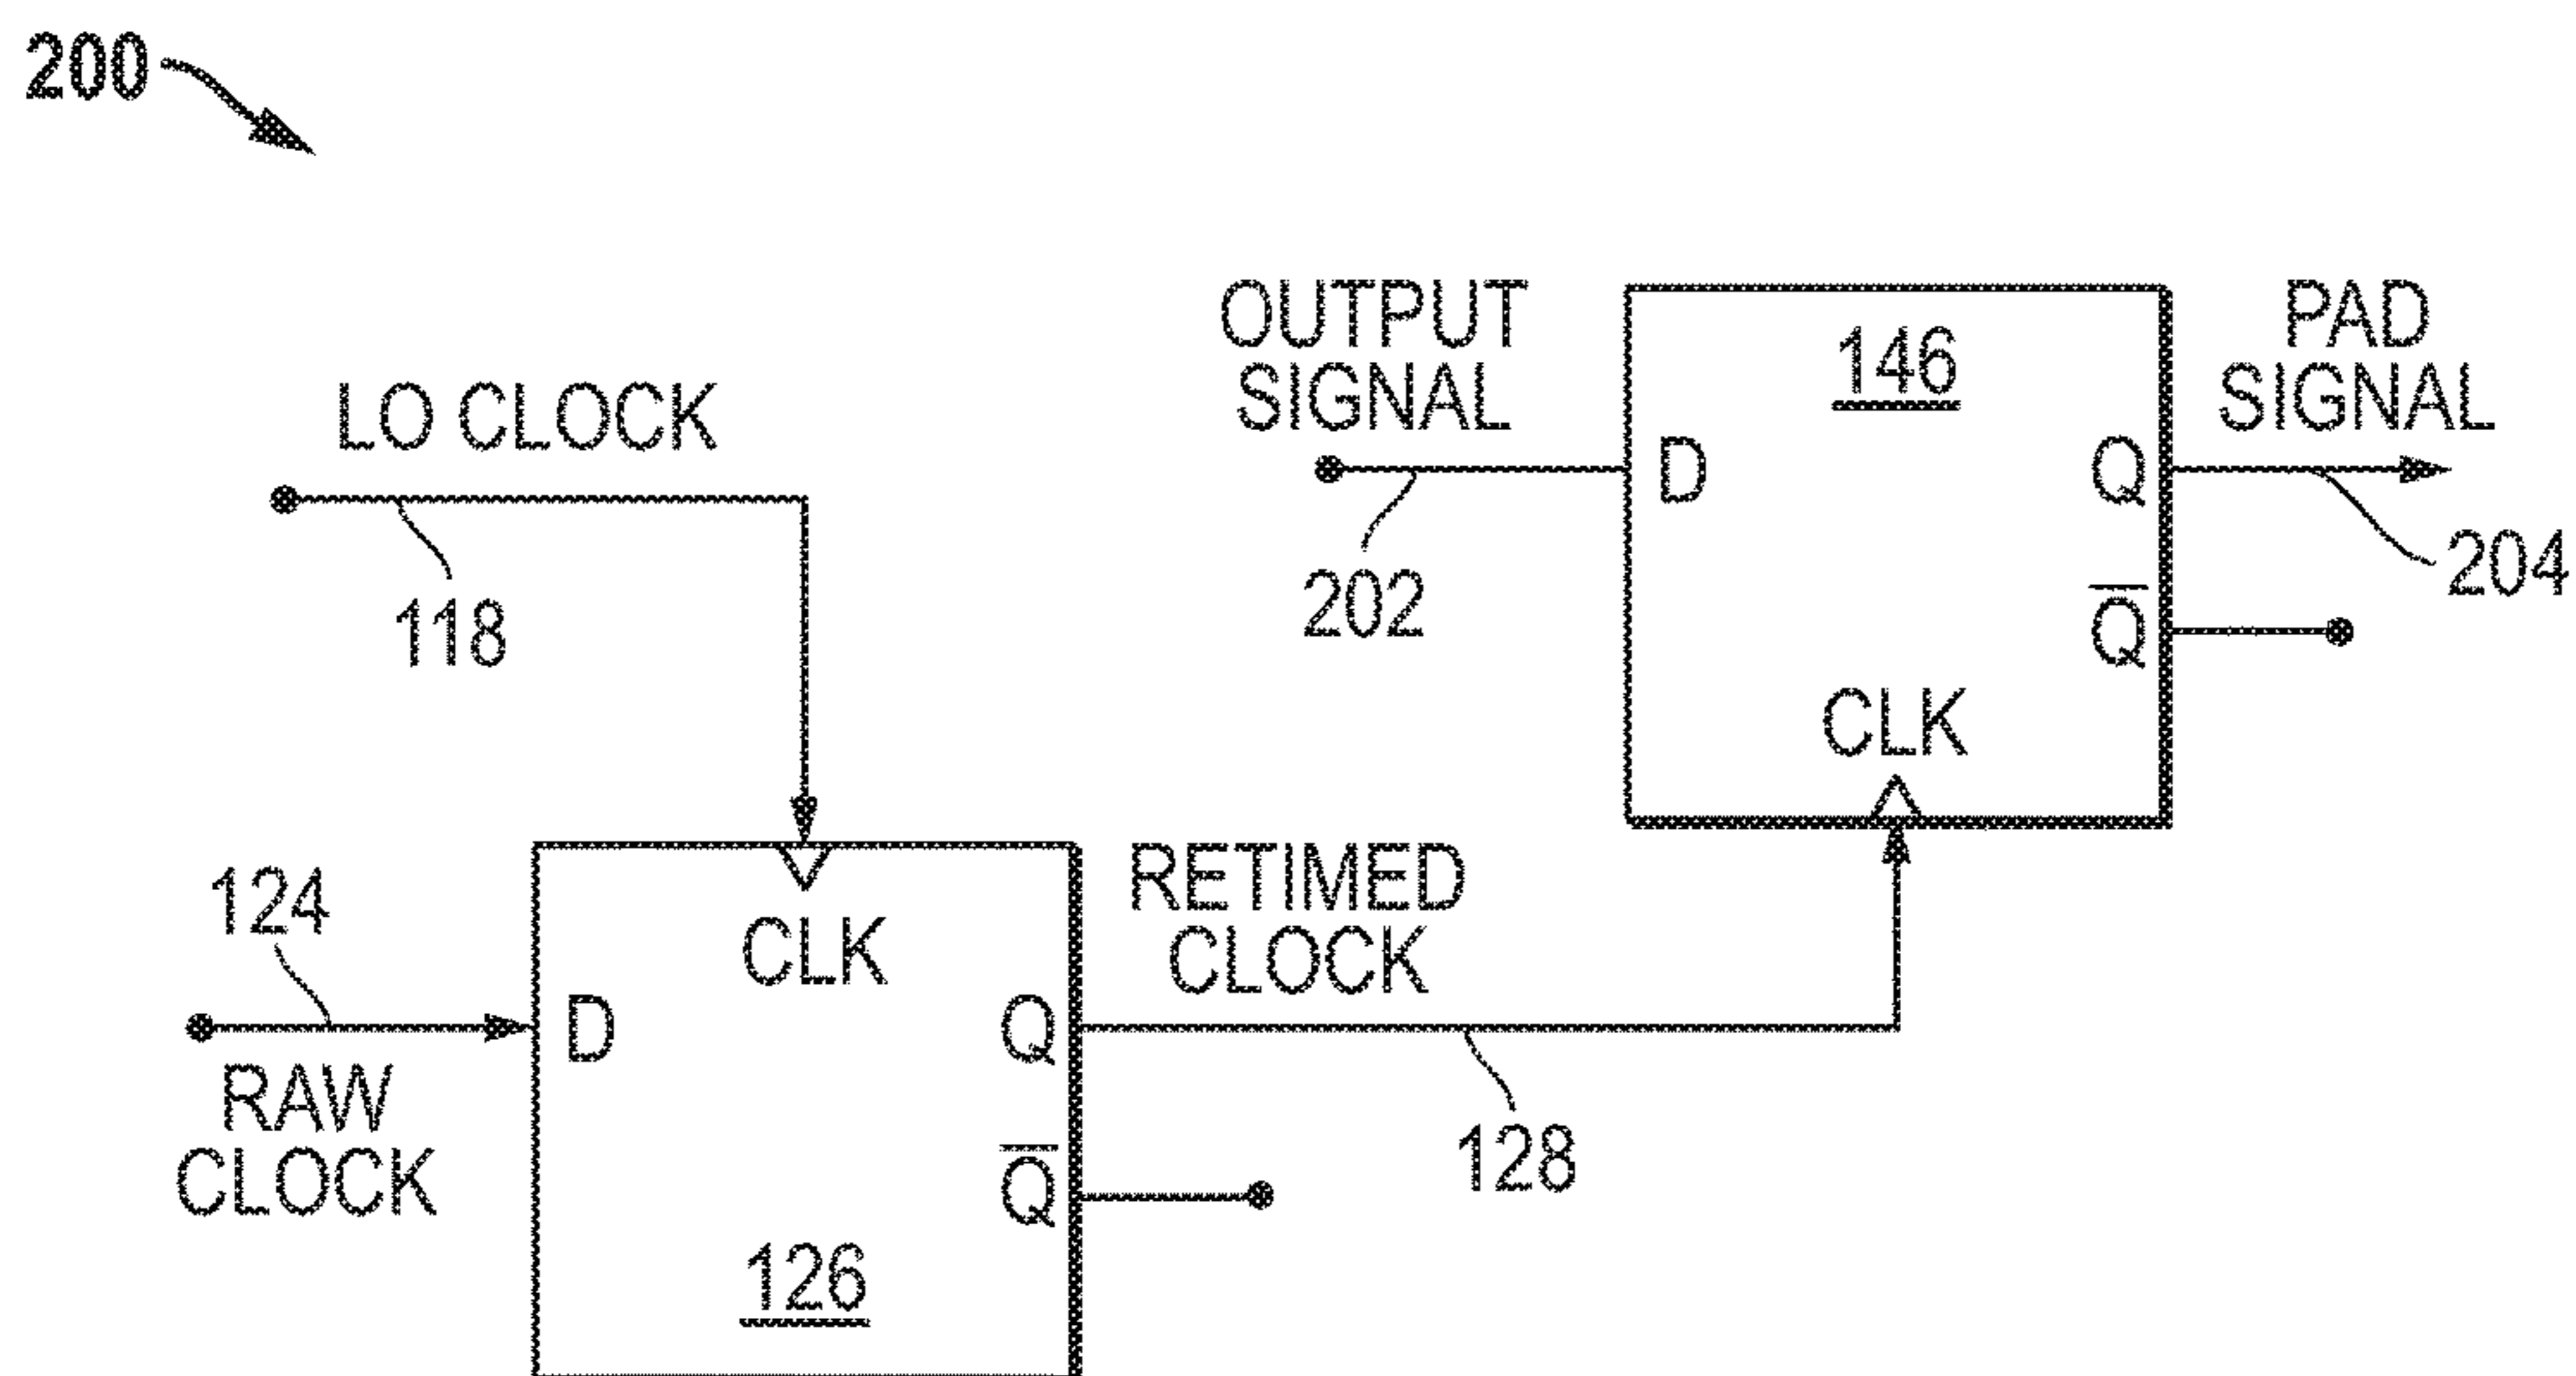 200
OUTPUT
SIGNAL
146
PAD
SIGNAL
LO CLOCK
D
Q
118
202
204
Q̅
CLK
124
RETIMED
CLOCK
CLK
D
Q
RAW
CLOCK
128
Q̅
126